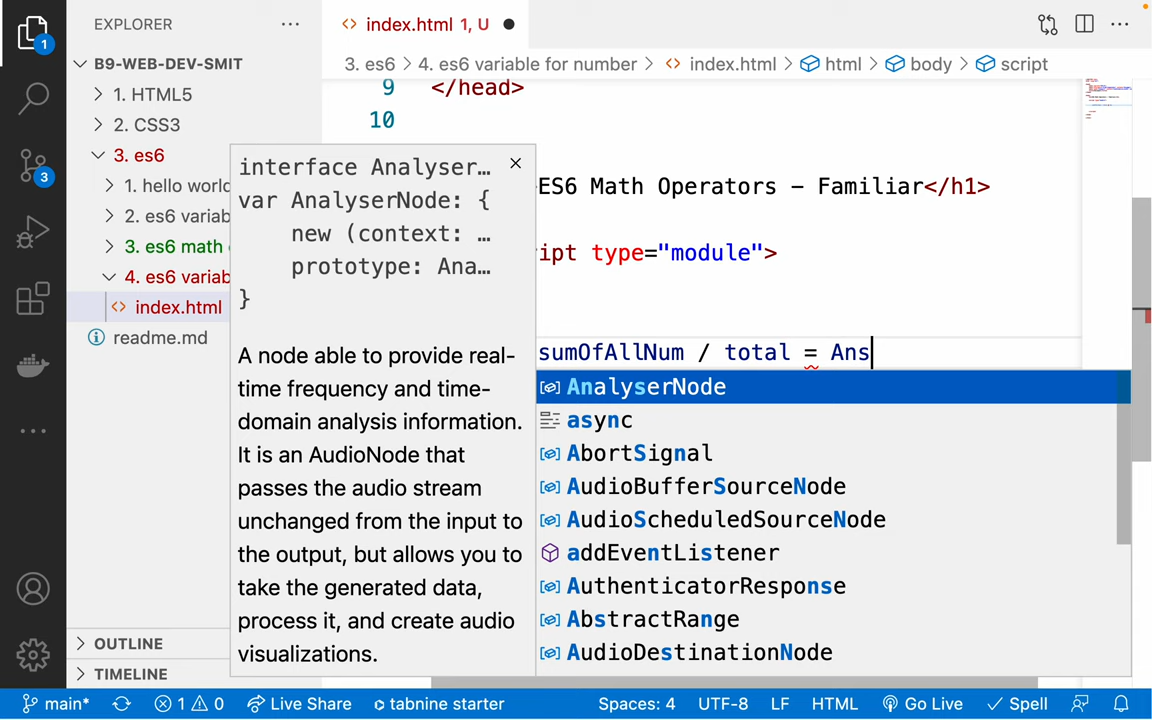 EXPLORER
B9-WEB-DEV-SMIT
1. HTML5
2. CSS3
3. es6
1. hello world
2. es6 variab
3. es6 math
4. es6 variab
index.html
readme.md
OUTLINE
TIMELINE
1
3
index.html 1, U
3. es6 > 4. es6 variable for number > index.html > html > body > script
9 </head>
10
ES6 Math Operators – Familiar</h1>
ipt type="module">
sumOfAllNum / total = Ans
interface Analyser…
var AnalyserNode: {
new (context: …
prototype: Ana…
}
A node able to provide real-
time frequency and time-
domain analysis information.
It is an AudioNode that
passes the audio stream
unchanged from the input to
the output, but allows you to
take the generated data,
process it, and create audio
visualizations.
AnalyserNode
async
AbortSignal
AudioBufferSourceNode
AudioScheduledSourceNode
addEventListener
AuthenticatorResponse
AbstractRange
AudioDestinationNode
main* 1 0 Live Share tabnine starter Spaces: 4 UTF-8 LF HTML Go Live Spell